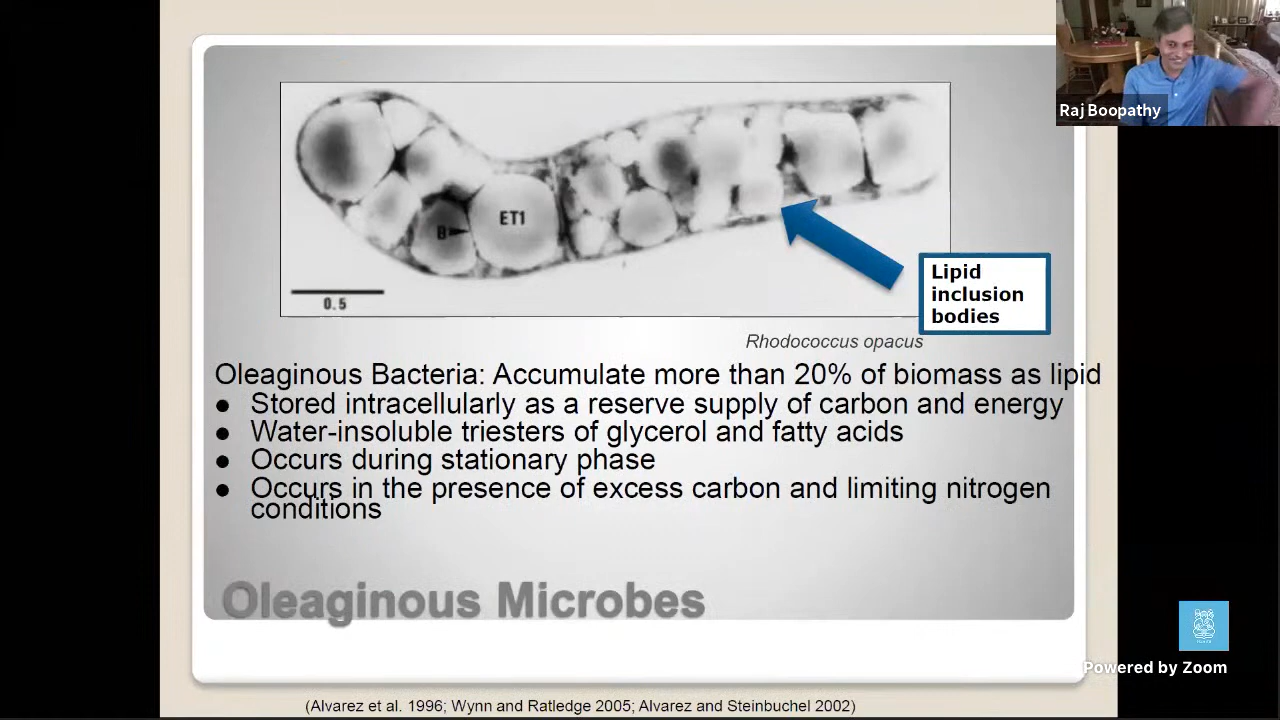 Raj Boopathy
B
ET1
0.5
Lipid
inclusion
bodies
Rhodococcus opacus
Oleaginous Bacteria: Accumulate more than 20% of biomass as lipid
● Stored intracellularly as a reserve supply of carbon and energy
● Water-insoluble triesters of glycerol and fatty acids
● Occurs during stationary phase
● Occurs in the presence of excess carbon and limiting nitrogen
conditions
Oleaginous Microbes
Powered by Zoom
(Alvarez et al. 1996; Wynn and Ratledge 2005; Alvarez and Steinbuchel 2002)